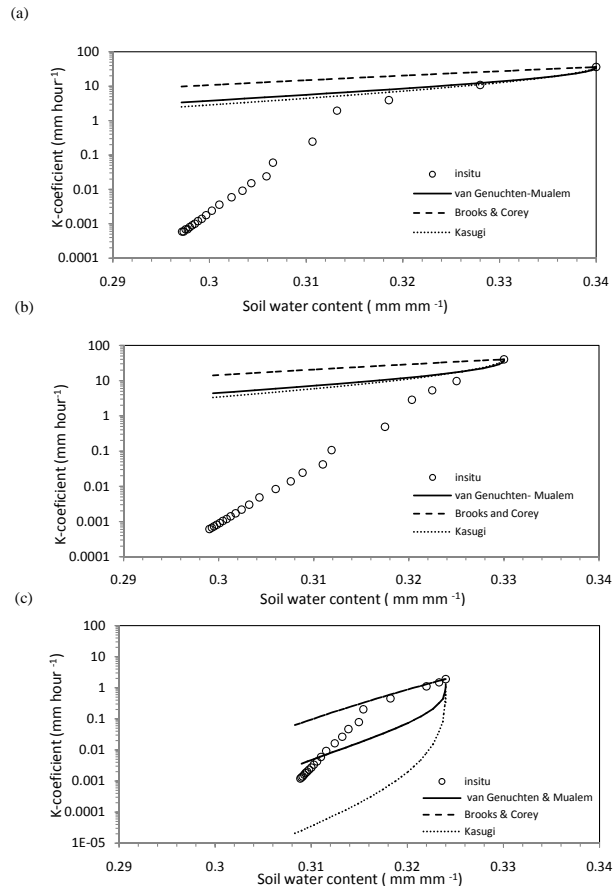 (a)
100
10
1
0.1
0.01
0.001
0.0001
K-coeficient (mm hour-1)
insitu
van Genuchten-Mualem
Brooks & Corey
Kasugi
0.29 0.3 0.31 0.32 0.33 0.34
Soil water content ( mm mm -1)
(b)
100
10
1
0.1
0.01
0.001
0.0001
K-coeficient (mm hour-1)
insitu
van Genuchten- Mualem
Brooks and Corey
Kasugi
0.29 0.3 0.31 0.32 0.33 0.34
Soil water content ( mm mm -1)
(c)
100
10
1
0.1
0.01
0.001
0.0001
1E-05
K-coeficient (mm hour -1)
insitu
van Genuchten & Mualem
Brooks & Corey
Kasugi
0.29 0.3 0.31 0.32 0.33 0.34
Soil water content ( mm mm -1)